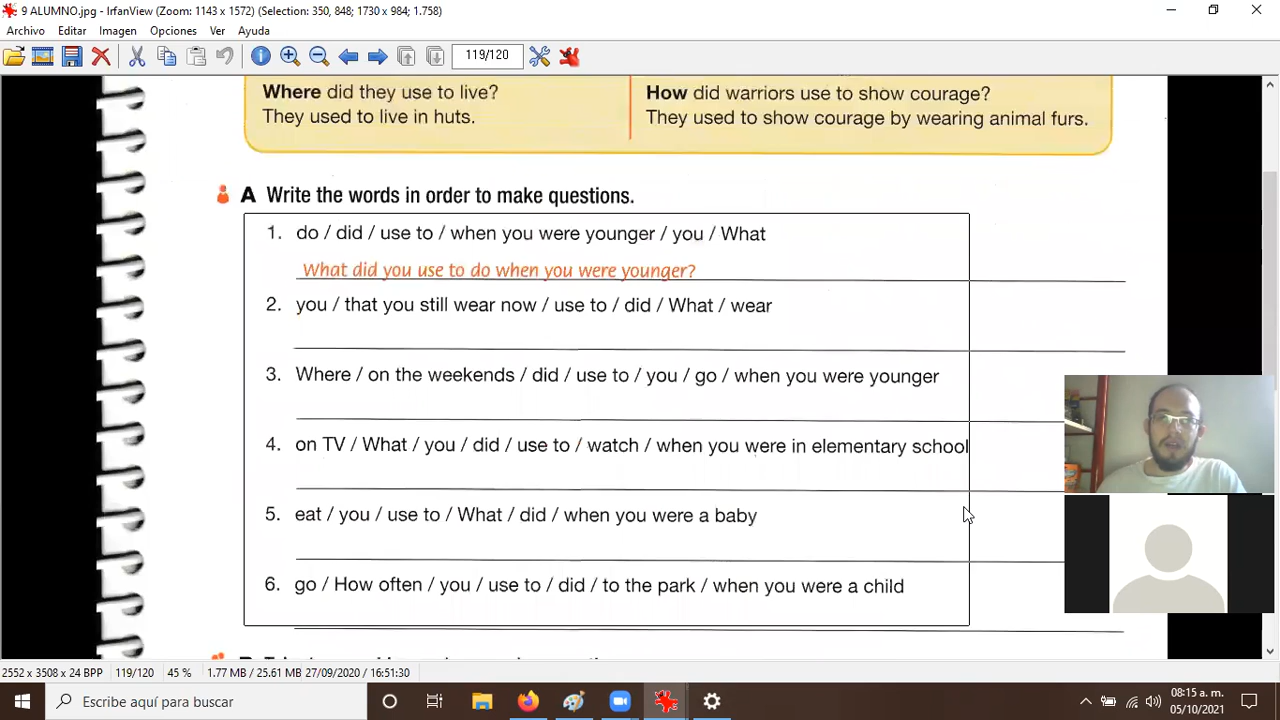 9 ALUMNO.jpg - IrfanView (Zoom: 1143 x 1572) (Selection: 350, 848; 1730 x 984; 1.758)
Archivo Editar Imagen Opciones Ver Ayuda
119/120
Where did they use to live?
They used to live in huts.
How did warriors use to show courage?
They used to show courage by wearing animal furs.
A Write the words in order to make questions.
1. do / did / use to / when you were younger / you / What
What did you use to do when you were younger?
2. you / that you still wear now / use to / did / What / wear
3. Where / on the weekends / did / use to / you / go / when you were younger
4. on TV / What / you / did / use to / watch / when you were in elementary school
5. eat / you / use to / What / did / when you were a baby
6. go / How often / you / use to / did / to the park / when you were a child
2552 x 3508 x 24 BPP 119/120 45 % 1.77 MB / 25.61 MB 27/09/2020 / 16:51:30
Escribe aquí para buscar
08:15 a. m.
05/10/2021